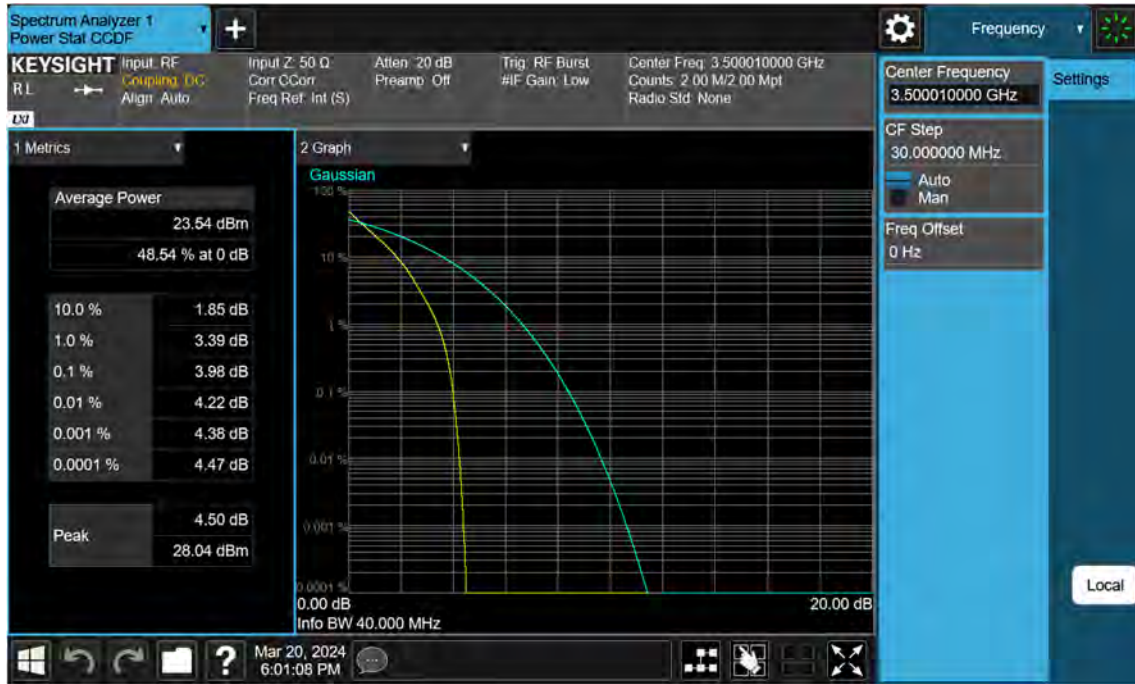 Spectrum Analyzer 1
Power Stat CCDF
+
Frequency
KEYSIGHT
RL
LXI
Input: RF
Coupling: DC
Align: Auto
Input Z: 50 Ω
Corr CCorr
Freq Ref: Int (S)
Atten: 20 dB
Preamp: Off
Trig: RF Burst
#IF Gain: Low
Center Freq: 3.500010000 GHz
Counts: 2.00 M/2.00 Mpt
Radio Std: None
Center Frequency
3.500010000 GHz
Settings
CF Step
30.000000 MHz
Auto
Man
Freq Offset
0 Hz
Local
1 Metrics
Average Power
23.54 dBm
48.54 % at 0 dB
10.0 % 1.85 dB
1.0 % 3.39 dB
0.1 % 3.98 dB
0.01 % 4.22 dB
0.001 % 4.38 dB
0.0001 % 4.47 dB
Peak
4.50 dB
28.04 dBm
2 Graph
Gaussian
100 %
10 %
1 %
0.1 %
0.01 %
0.001 %
0.0001 %
0.00 dB 20.00 dB
Info BW 40.000 MHz
?
Mar 20, 2024
6:01:08 PM